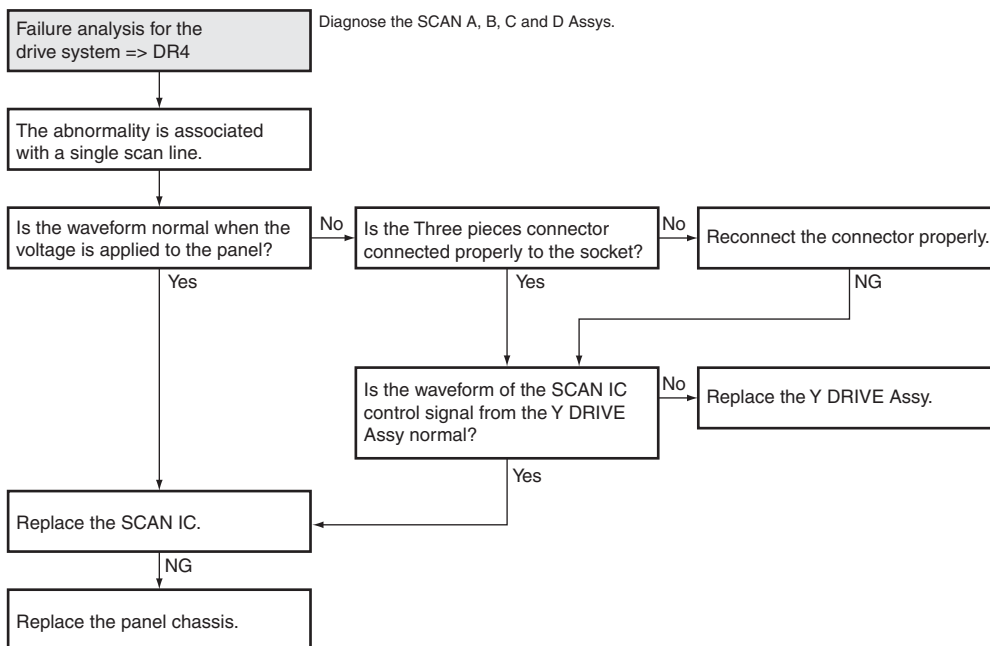 Failure analysis for the
drive system => DR4
Diagnose the SCAN A, B, C and D Assys.
The abnormality is associated
with a single scan line.
Is the waveform normal when the
voltage is applied to the panel?
No
Is the Three pieces connector
connected properly to the socket?
No
Reconnect the connector properly.
Yes
Yes
NG
Is the waveform of the SCAN IC
control signal from the Y DRIVE
Assy normal?
No
Replace the Y DRIVE Assy.
Yes
Replace the SCAN IC.
NG
Replace the panel chassis.